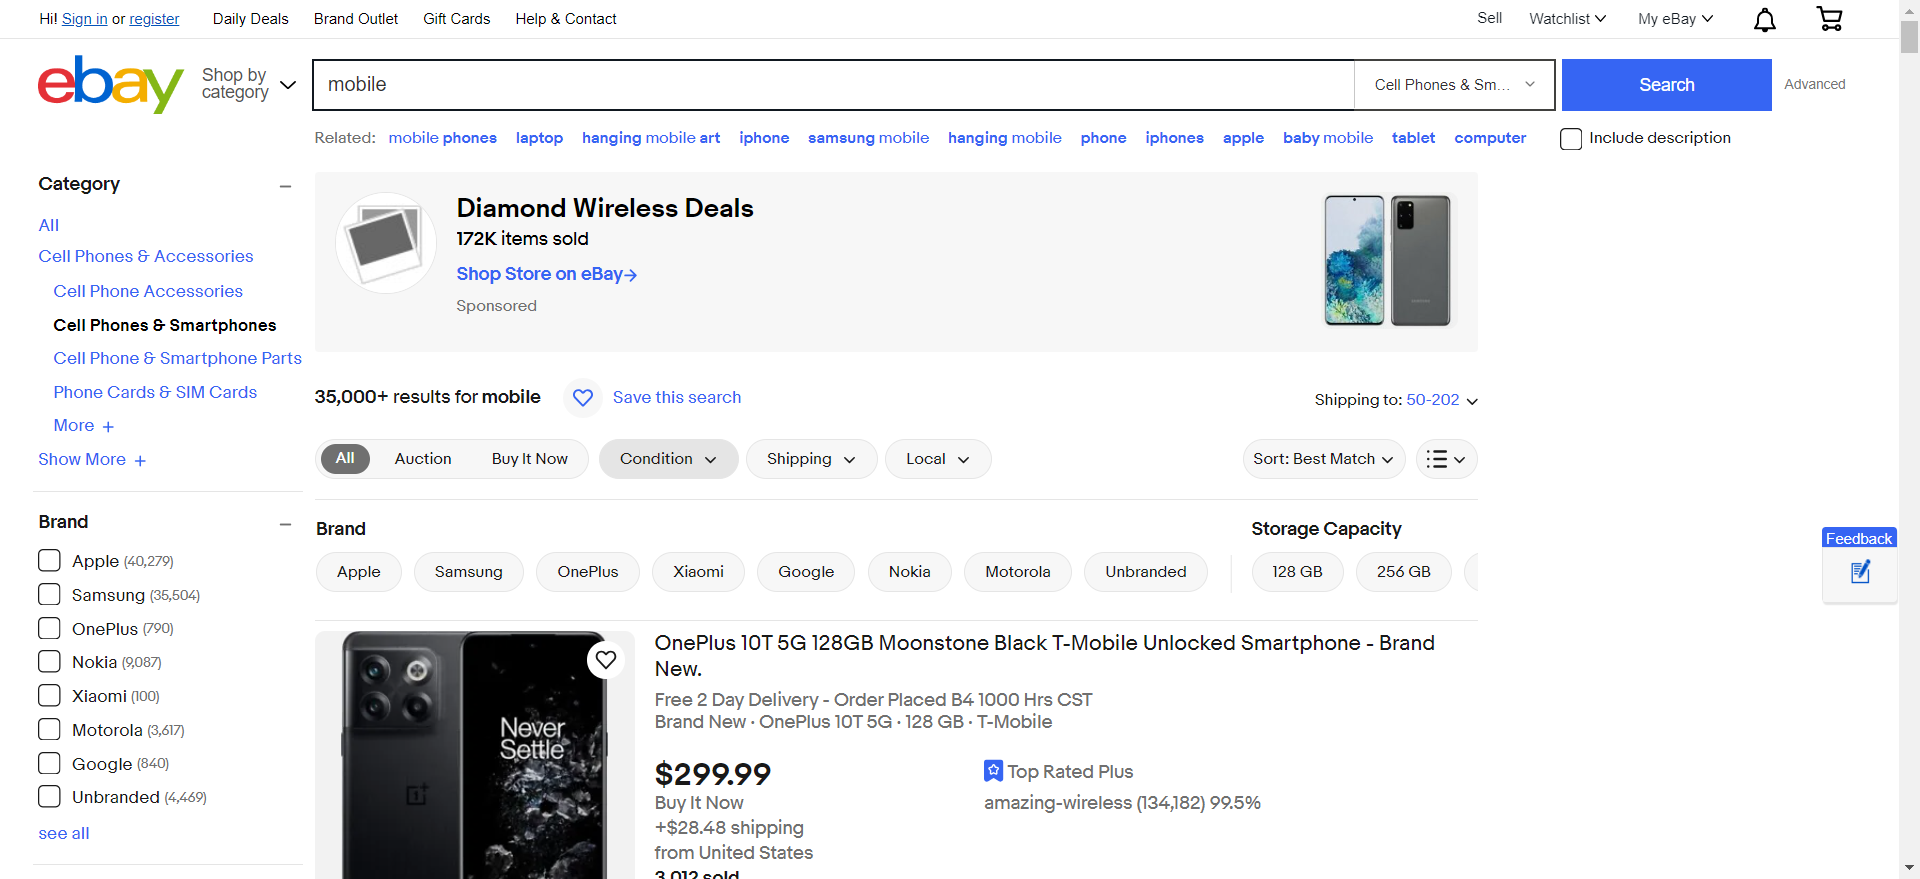 Hi! Sign in or register Daily Deals Brand Outlet Gift Cards Help & Contact Sell Watchlist My eBay
ebay Shop by category mobile Cell Phones & Sm... Search Advanced
Related: mobile phones laptop hanging mobile art iphone samsung mobile hanging mobile phone iphones apple baby mobile tablet computer Include description
Category
All
Cell Phones & Accessories
Cell Phone Accessories
Cell Phones & Smartphones
Cell Phone & Smartphone Parts
Phone Cards & SIM Cards
More +
Show More +
Brand
Apple (40,279)
Samsung (35,504)
OnePlus (790)
Nokia (9,087)
Xiaomi (100)
Motorola (3,617)
Google (840)
Unbranded (4,469)
see all
Diamond Wireless Deals
172K items sold
Shop Store on eBay→
Sponsored
SAMSUNG
35,000+ results for mobile Save this search Shipping to: 50-202
All Auction Buy It Now Condition Shipping Local Sort: Best Match
Brand Storage Capacity
Apple Samsung OnePlus Xiaomi Google Nokia Motorola Unbranded 128 GB 256 GB
Never
Settle
OnePlus 10T 5G 128GB Moonstone Black T-Mobile Unlocked Smartphone - Brand
New.
Free 2 Day Delivery - Order Placed B4 1000 Hrs CST
Brand New · OnePlus 10T 5G · 128 GB · T-Mobile
$299.99 Top Rated Plus
Buy It Now amazing-wireless (134,182) 99.5%
+$28.48 shipping
from United States
3,012 sold
Feedback